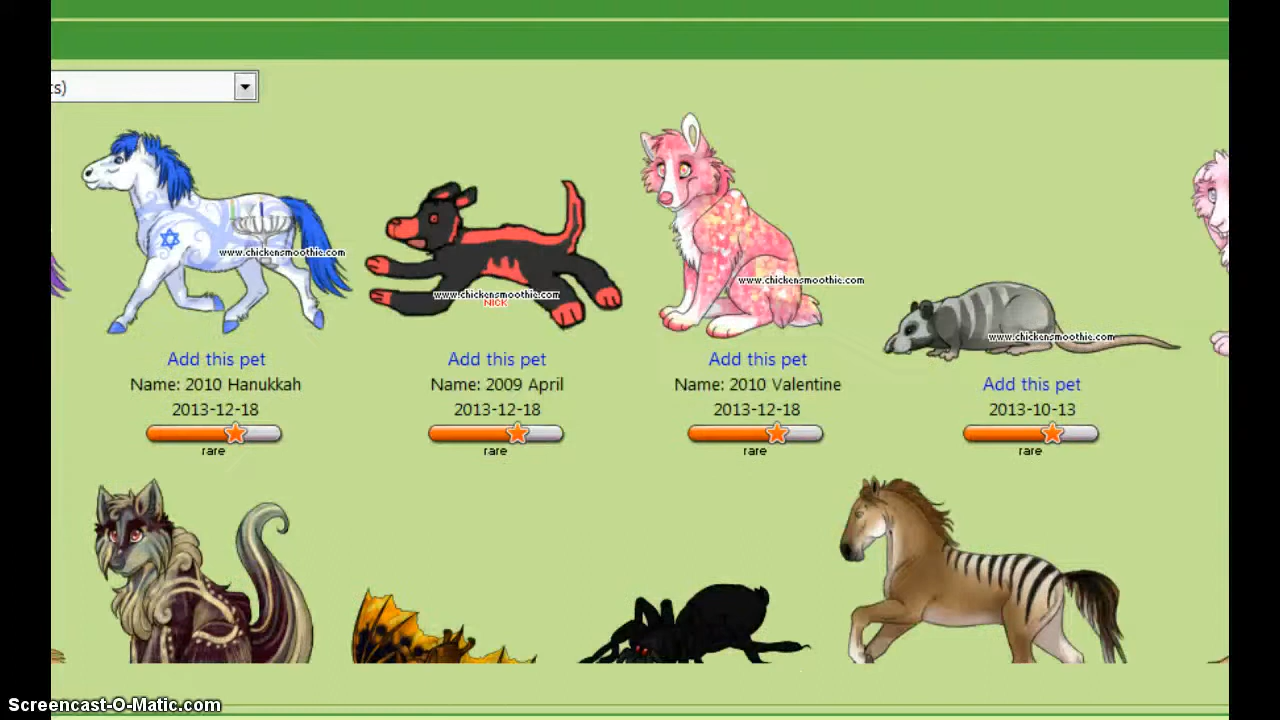 ts)
www.chickensmoothie.com
www.chickensmoothie.com
NICK
www.chickensmoothie.com
www.chickensmoothie.com
Add this pet
Name: 2010 Hanukkah
2013-12-18
rare
Add this pet
Name: 2009 April
2013-12-18
rare
Add this pet
Name: 2010 Valentine
2013-12-18
rare
Add this pet
2013-10-13
rare
Screencast-O-Matic.com